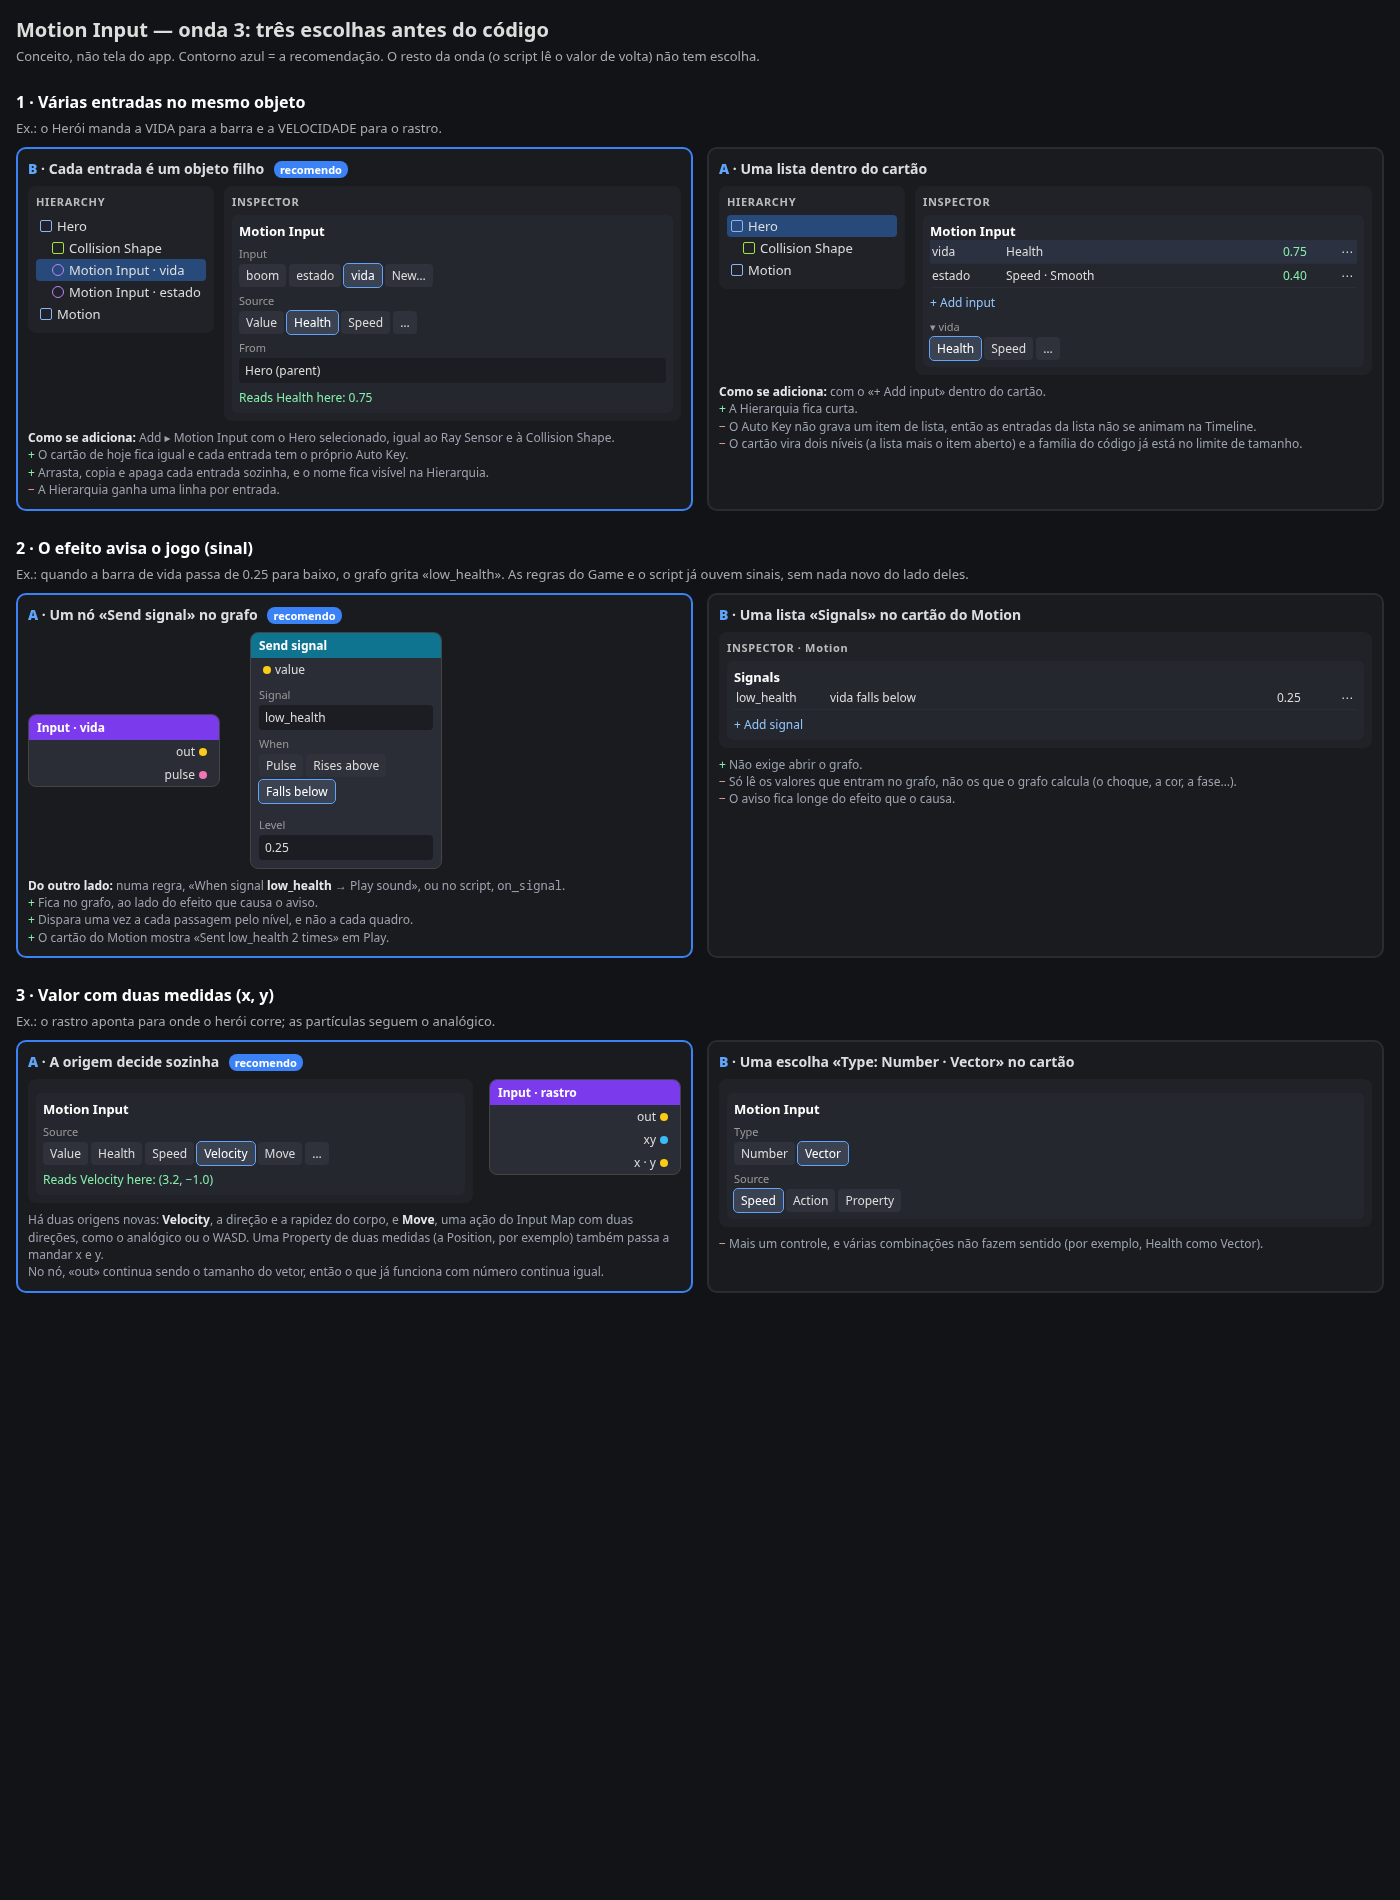 Motion Input — onda 3: três escolhas antes do código
Conceito, não tela do app. Contorno azul = a recomendação. O resto da onda (o script lê o valor de volta) não tem escolha.
1 · Várias entradas no mesmo objeto
Ex.: o Herói manda a VIDA para a barra e a VELOCIDADE para o rastro.
B · Cada entrada é um objeto filho recomendo
HIERARCHY
Hero
Collision Shape
Motion Input · vida
Motion Input · estado
Motion
INSPECTOR
Motion Input
Input
boom estado vida New...
Source
Value Health Speed ...
From
Hero (parent)
Reads Health here: 0.75
Como se adiciona: Add ▸ Motion Input com o Hero selecionado, igual ao Ray Sensor e à Collision Shape.
+ O cartão de hoje fica igual e cada entrada tem o próprio Auto Key.
+ Arrasta, copia e apaga cada entrada sozinha, e o nome fica visível na Hierarquia.
− A Hierarquia ganha uma linha por entrada.
A · Uma lista dentro do cartão
HIERARCHY
Hero
Collision Shape
Motion
INSPECTOR
Motion Input
vida Health 0.75 ⋯
estado Speed · Smooth 0.40 ⋯
+ Add input
▾ vida
Health Speed ...
Como se adiciona: com o «+ Add input» dentro do cartão.
+ A Hierarquia fica curta.
− O Auto Key não grava um item de lista, então as entradas da lista não se animam na Timeline.
− O cartão vira dois níveis (a lista mais o item aberto) e a família do código já está no limite de tamanho.
2 · O efeito avisa o jogo (sinal)
Ex.: quando a barra de vida passa de 0.25 para baixo, o grafo grita «low_health». As regras do Game e o script já ouvem sinais, sem nada novo do lado deles.
A · Um nó «Send signal» no grafo recomendo
Input · vida
out
pulse
Send signal
value
Signal
low_health
When
Pulse Rises above
Falls below
Level
0.25
Do outro lado: numa regra, «When signal low_health → Play sound», ou no script, on_signal.
+ Fica no grafo, ao lado do efeito que causa o aviso.
+ Dispara uma vez a cada passagem pelo nível, e não a cada quadro.
+ O cartão do Motion mostra «Sent low_health 2 times» em Play.
B · Uma lista «Signals» no cartão do Motion
INSPECTOR · Motion
Signals
low_health vida falls below 0.25 ⋯
+ Add signal
+ Não exige abrir o grafo.
− Só lê os valores que entram no grafo, não os que o grafo calcula (o choque, a cor, a fase...).
− O aviso fica longe do efeito que o causa.
3 · Valor com duas medidas (x, y)
Ex.: o rastro aponta para onde o herói corre; as partículas seguem o analógico.
A · A origem decide sozinha recomendo
Motion Input
Source
Value Health Speed Velocity Move ...
Reads Velocity here: (3.2, −1.0)
Input · rastro
out
xy
x · y
Há duas origens novas: Velocity, a direção e a rapidez do corpo, e Move, uma ação do Input Map com duas
direções, como o analógico ou o WASD. Uma Property de duas medidas (a Position, por exemplo) também passa a
mandar x e y.
No nó, «out» continua sendo o tamanho do vetor, então o que já funciona com número continua igual.
B · Uma escolha «Type: Number · Vector» no cartão
Motion Input
Type
Number Vector
Source
Speed Action Property
− Mais um controle, e várias combinações não fazem sentido (por exemplo, Health como Vector).